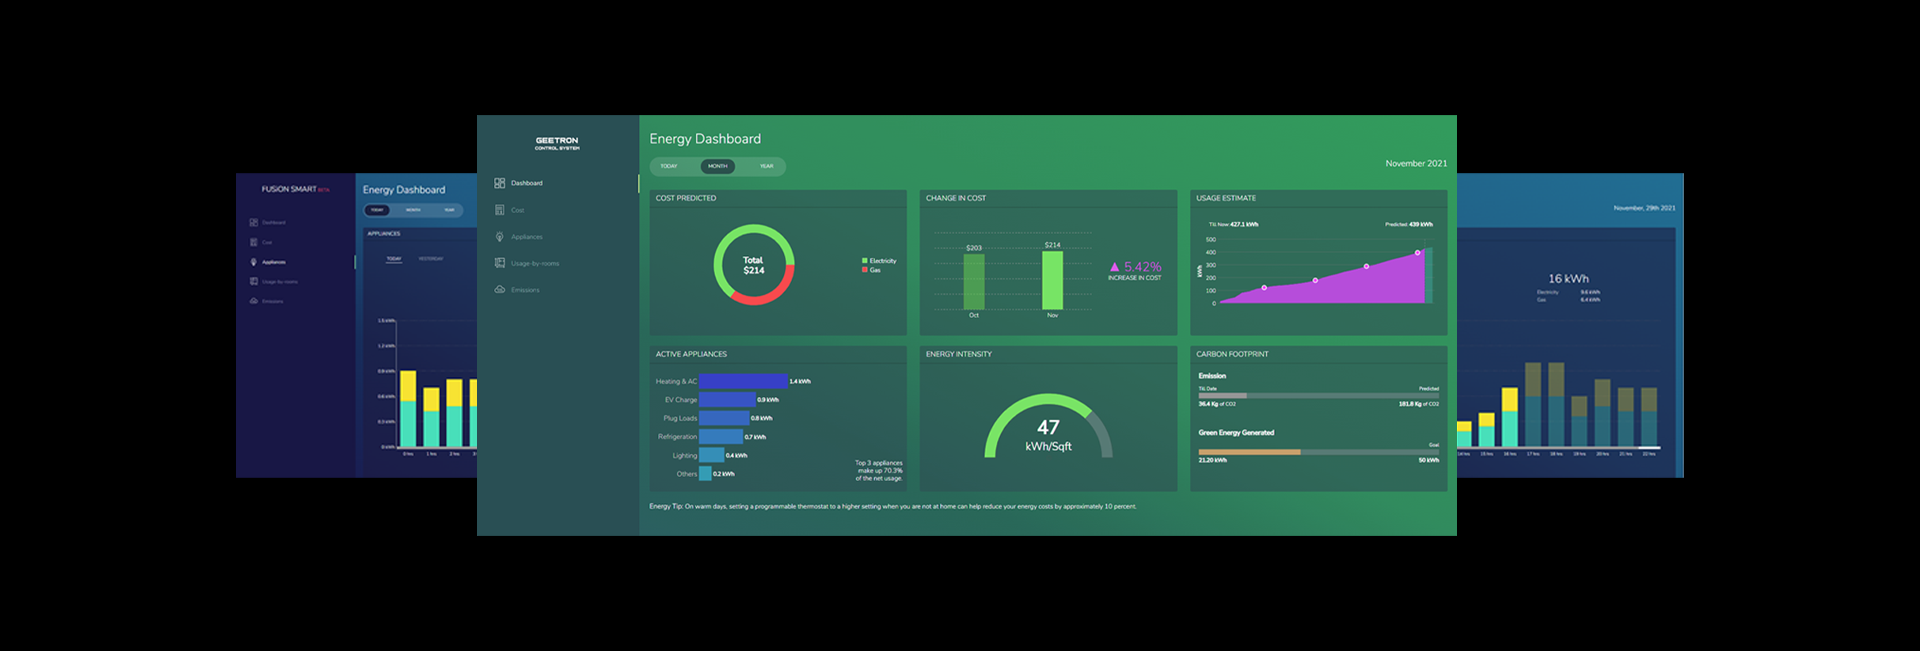 FUSION SMART BETA
Dashboard
Cost
Appliances
Usage-by-rooms
Emissions
Energy Dashboard
TODAY MONTH YEAR
APPLIANCES
TODAY YESTERDAY
1.5 kWh
1.2 kWh
0.9 kWh
0.6 kWh
0.3 kWh
0 kWh
0 hrs 1 hrs 2 hrs
GEETRON
CONTROL SYSTEM
Dashboard
Cost
Appliances
Usage-by-rooms
Emissions
Energy Dashboard
TODAY MONTH YEAR
November 2021
COST PREDICTED
Total
$214
Electricity
Gas
CHANGE IN COST
$203 $214
Oct Nov
▲ 5.42%
INCREASE IN COST
USAGE ESTIMATE
Till Now 427.1 kWh Predicted 439 kWh
kWh
500
400
300
200
100
0
ACTIVE APPLIANCES
Heating & AC 1.4 kWh
EV Charge 0.9 kWh
Plug Loads 0.8 kWh
Refrigeration 0.7 kWh
Lighting 0.4 kWh
Others 0.2 kWh
Top 3 appliances
make up 70.3%
of the net usage.
ENERGY INTENSITY
47
kWh/Sqft
CARBON FOOTPRINT
Emission
Till Date Predicted
36.4 Kg of CO2 181.8 Kg of CO2
Green Energy Generated
Goal
21.20 kWh 50 kWh
Energy Tip: On warm days, setting a programmable thermostat to a higher setting when you are not at home can help reduce your energy costs by approximately 10 percent.
November, 29th 2021
16 kWh
Electricity 9.6 kWh
Gas 6.4 kWh
14 hrs 15 hrs 16 hrs 17 hrs 18 hrs 19 hrs 20 hrs 21 hrs 22 hrs